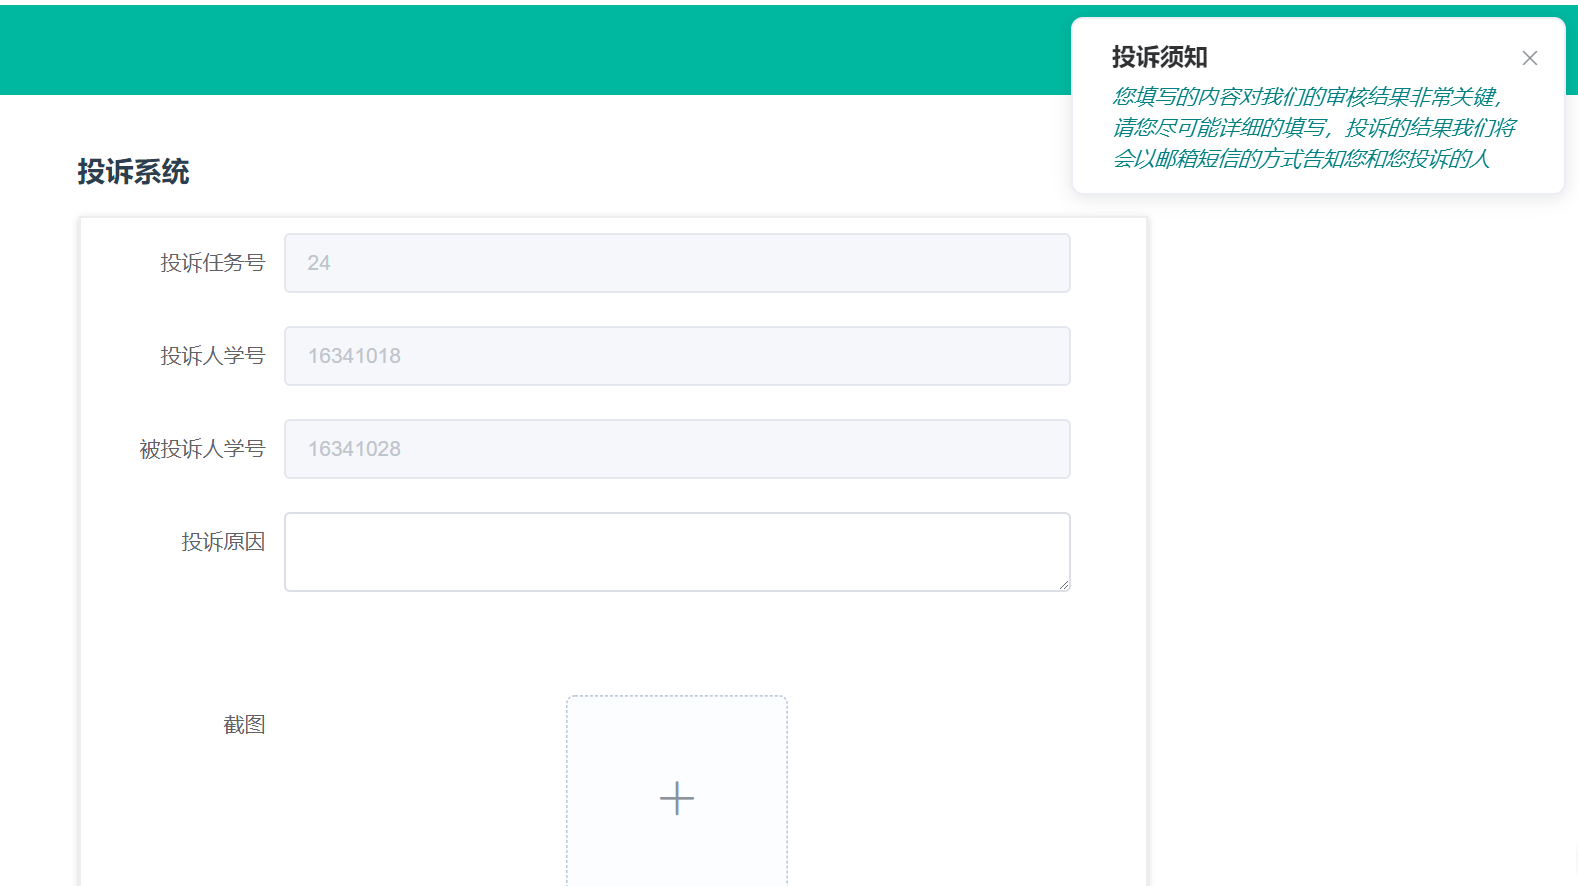 投诉须知
您填写的内容对我们的审核结果非常关键，
请您尽可能详细的填写，投诉的结果我们将
会以邮箱短信的方式告知您和您投诉的人
投诉系统
投诉任务号 24
投诉人学号 16341018
被投诉人学号 16341028
投诉原因
截图